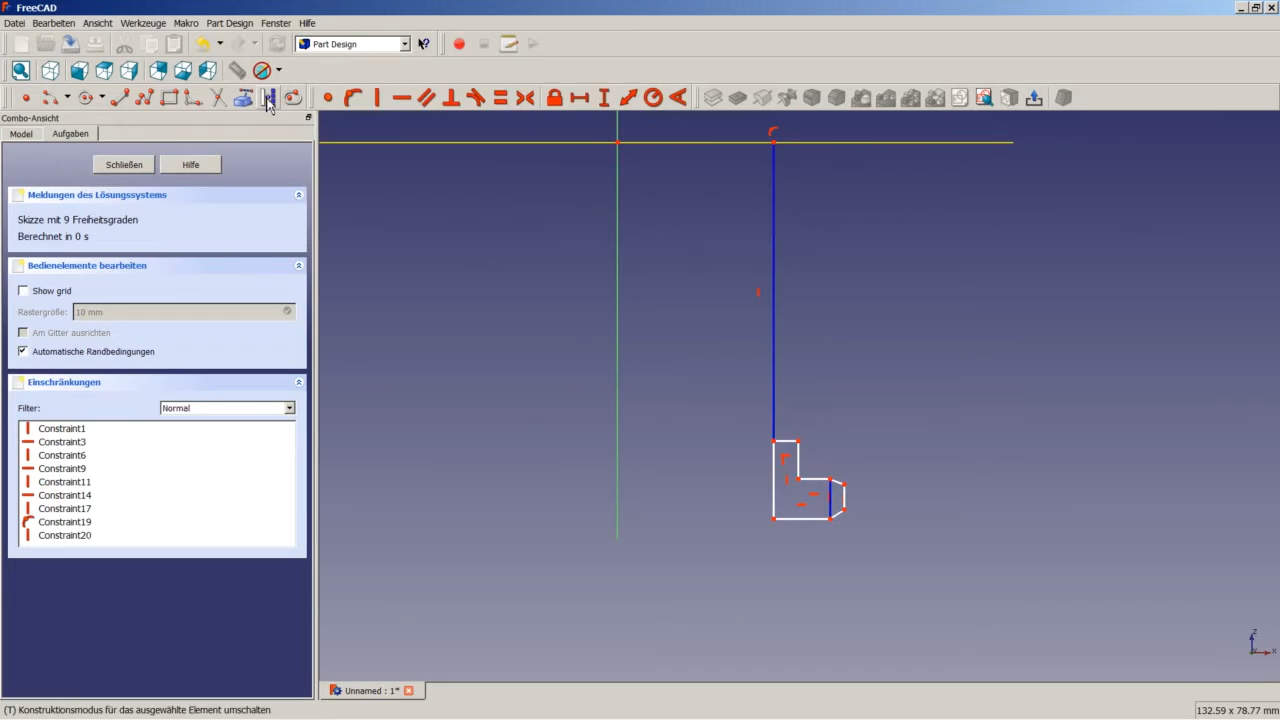 FreeCAD
Datei Bearbeiten Ansicht Werkzeuge Makro Part Design Fenster Hilfe
Part Design
Combo-Ansicht
Model Aufgaben
Schließen Hilfe
Meldungen des Lösungssystems
Skizze mit 9 Freiheitsgraden
Berechnet in 0 s
Bedienelemente bearbeiten
Show grid
Rastergröße: 10 mm
Am Gitter ausrichten
Automatische Randbedingungen
Einschränkungen
Filter: Normal
Constraint1
Constraint3
Constraint6
Constraint9
Constraint11
Constraint14
Constraint17
Constraint19
Constraint20
Z
X
Unnamed : 1*
(T) Konstruktionsmodus für das ausgewählte Element umschalten
132.59 x 78.77 mm